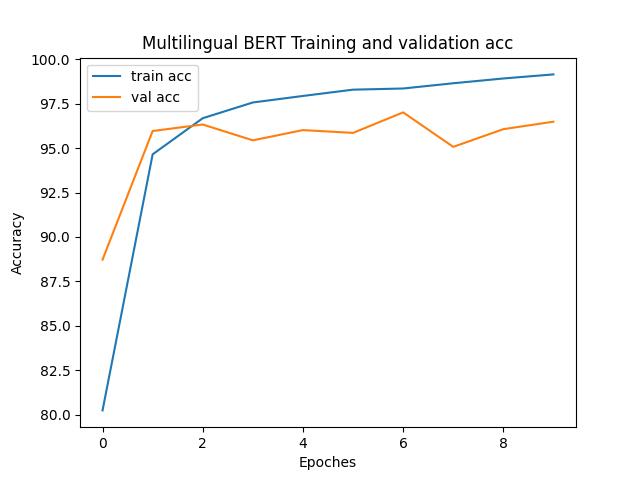 Multilingual BERT Training and validation acc
train acc
val acc
100.0
97.5
95.0
92.5
90.0
87.5
85.0
82.5
80.0
Accuracy
0 2 4 6 8
Epoches